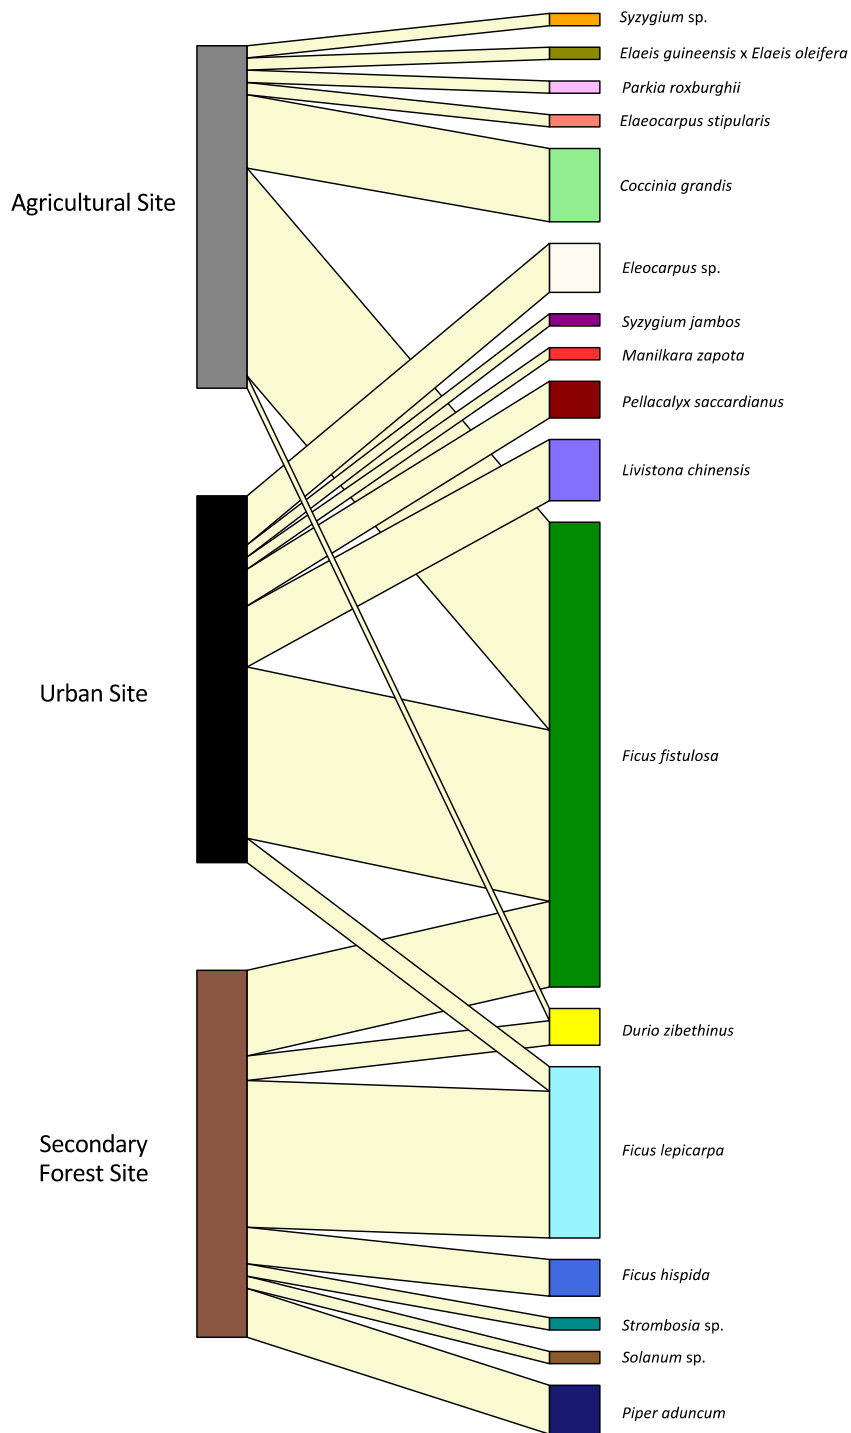 Syzygium sp.
Elaeis guineensis x Elaeis oleifera
Parkia roxburghii
Elaeocarpus stipularis
Coccinia grandis
Agricultural Site
Eleocarpus sp.
Syzygium jambos
Manilkara zapota
Pellacalyx saccardianus
Livistona chinensis
Urban Site
Ficus fistulosa
Durio zibethinus
Secondary
Forest Site
Ficus lepicarpa
Ficus hispida
Strombosia sp.
Solanum sp.
Piper aduncum